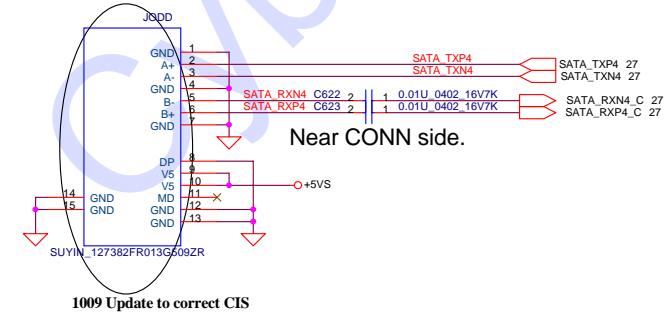 JODD
GND 1
A+ 2
A- 3
GND 4
B- 5
B+ 6
GND 7
DP 8
V5 9
V5 10
MD 11
GND 12
GND 13
14 GND
15 GND
SATA_TXP4 SATA_TXP4 27
SATA_TXN4 SATA_TXN4 27
SATA_RXN4 C622 2 1 0.01U_0402_16V7K SATA_RXN4_C 27
SATA_RXP4 C623 2 1 0.01U_0402_16V7K SATA_RXP4_C 27
Near CONN side.
+5VS
SUYIN_127382FR013G509ZR
1009 Update to correct CIS